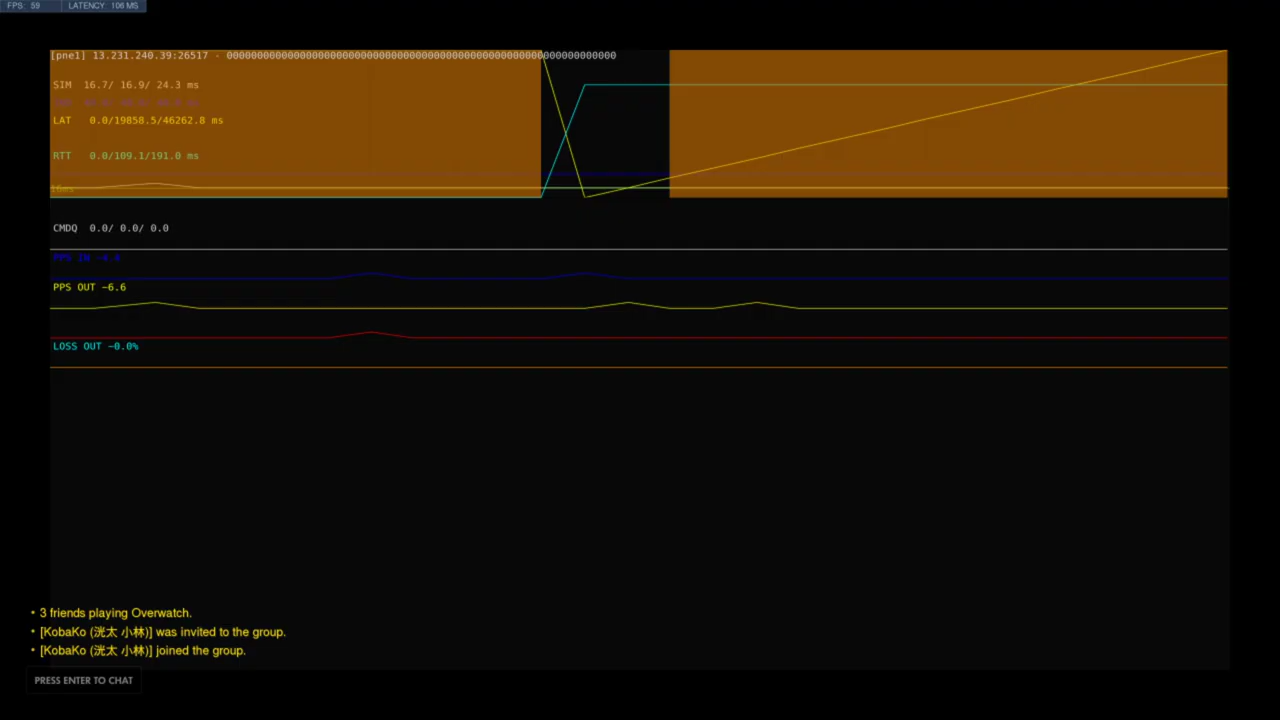 FPS: 59 LATENCY: 106 MS
[pne1] 13.231.240.39:26517 - 000000000000000000000000000000000000000000000000000000000000
SIM 16.7/ 16.9/ 24.3 ms
LAT 0.0/19858.5/46262.8 ms
RTT 0.0/109.1/191.0 ms
16ms
CMDQ 0.0/ 0.0/ 0.0
PPS OUT ~6.6
LOSS OUT ~0.0%
• 3 friends playing Overwatch.
• [KobaKo (洸太 小林)] was invited to the group.
• [KobaKo (洸太 小林)] joined the group.
PRESS ENTER TO CHAT